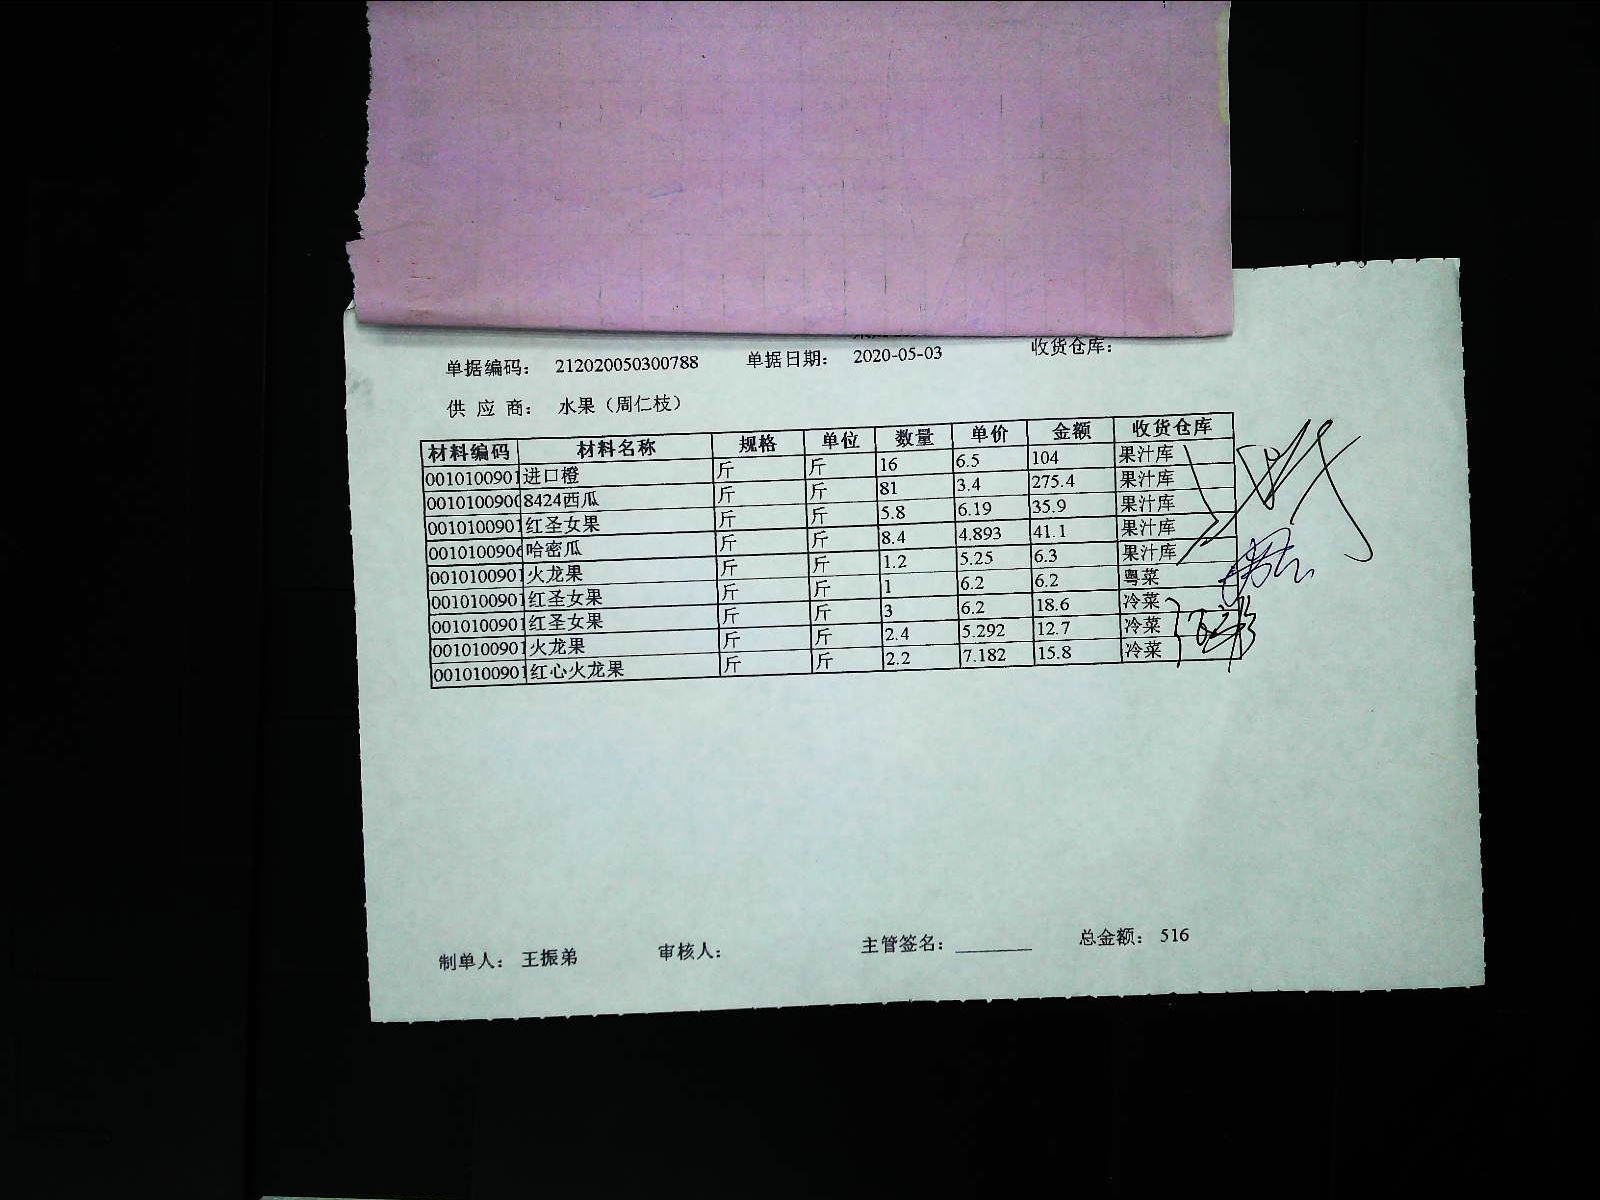 单据编码： 212020050300788 单据日期： 2020-05-03 收货仓库：
供 应 商： 水果（周仁枝）
材料编码 材料名称 规格 单位 数量 单价 金额 收货仓库
0010100901 进口橙 斤 斤 16 6.5 104 果汁库
001010090 8424西瓜 斤 斤 81 3.4 275.4 果汁库
0010100901 红圣女果 斤 斤 5.8 6.19 35.9 果汁库
001010090 哈密瓜 斤 斤 8.4 4.893 41.1 果汁库
0010100901 火龙果 斤 斤 1.2 5.25 6.3 果汁库
0010100901 红圣女果 斤 斤 1 6.2 6.2 粤菜
0010100901 红圣女果 斤 斤 3 6.2 18.6 冷菜
0010100901 火龙果 斤 斤 2.4 5.292 12.7 冷菜
0010100901 红心火龙果 斤 斤 2.2 7.182 15.8 冷菜
制单人： 王振弟 审核人： 主管签名： 总金额： 516